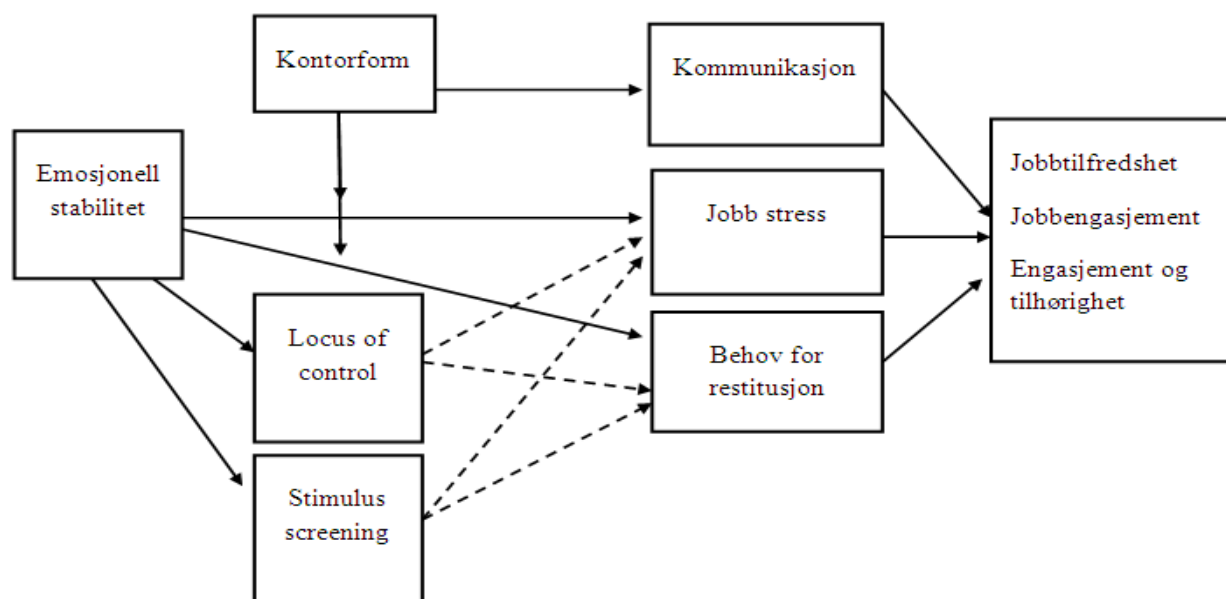 Kontorform
Kommunikasjon
Emosjonell
stabilitet
Jobb stress
Jobbtilfredshet
Jobbengasjement
Engasjement og
tilhørighet
Locus of
control
Behov for
restitusjon
Stimulus
screening